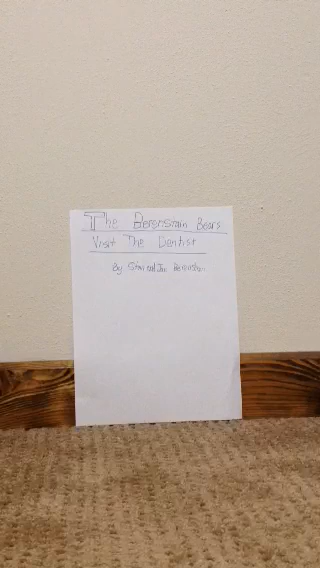 The Berenstain Bears
Visit The Dentist
By Stan and Jan Berenstain